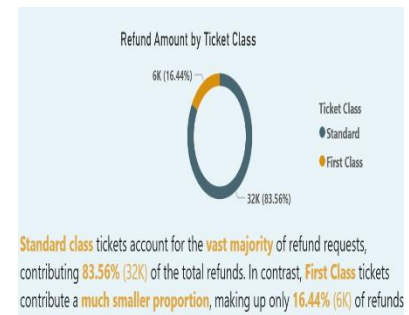 Refund Amount by Ticket Class
6K (16.44%)
Ticket Class
Standard
First Class
32K (83.56%)
Standard class tickets account for the vast majority of refund requests,
contributing 83.56% (32K) of the total refunds. In contrast, First Class tickets
contribute a much smaller proportion, making up only 16.44% (6K) of refunds